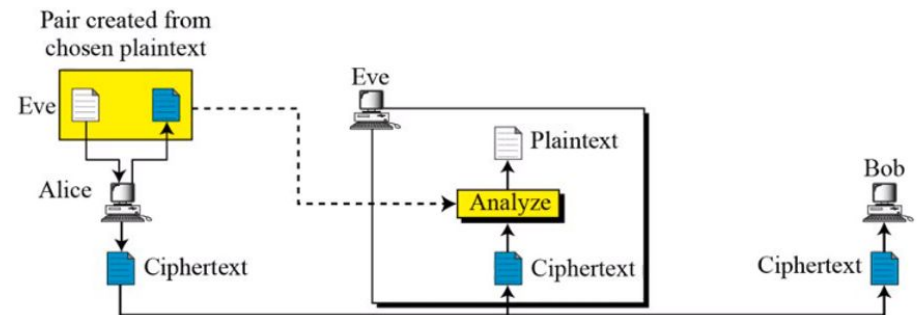 Pair created from
chosen plaintext
Eve
Eve
Plaintext
Bob
Alice
Analyze
Ciphertext
Ciphertext
Ciphertext